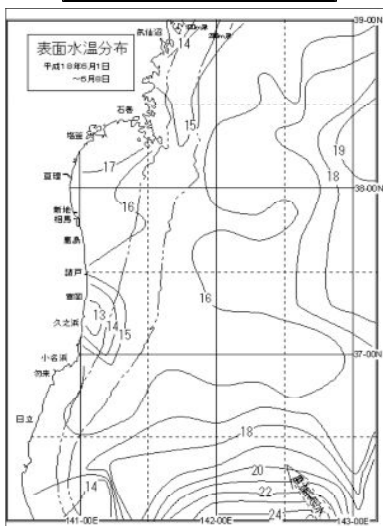 39-00N
気仙沼
14
表面水温分布
平成18年6月1日
~6月8日
石巻
15
塩釜
19
17
亘理
18
38-00N
16
新地
相馬
鹿島
請戸
16
富岡
13
久之浜
14
15
小名浜
37-00N
勿来
日立
18
20
14
22
24
141-00E
142-00E
143-00E